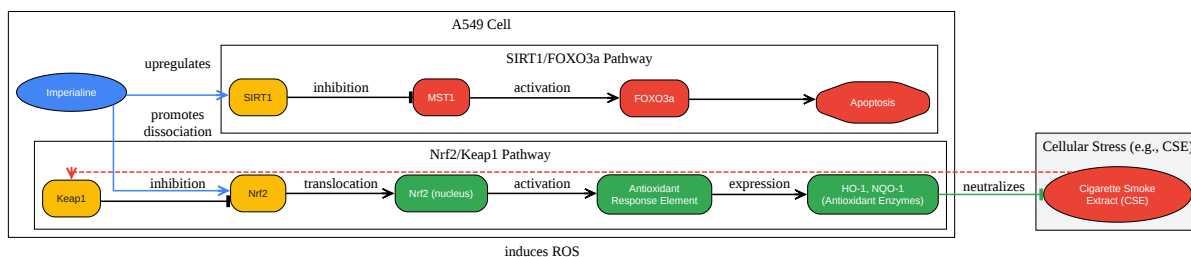 A549 Cell
SIRT1/FOXO3a Pathway
upregulates
Imperialine
SIRT1
inhibition
MST1
activation
FOXO3a
Apoptosis
promotes
dissociation
Nrf2/Keap1 Pathway
Cellular Stress (e.g., CSE)
Keap1
inhibition
Nrf2
translocation
Nrf2 (nucleus)
activation
Antioxidant
Response Element
expression
HO-1, NQO-1
(Antioxidant Enzymes)
neutralizes
Cigarette Smoke
Extract (CSE)
induces ROS